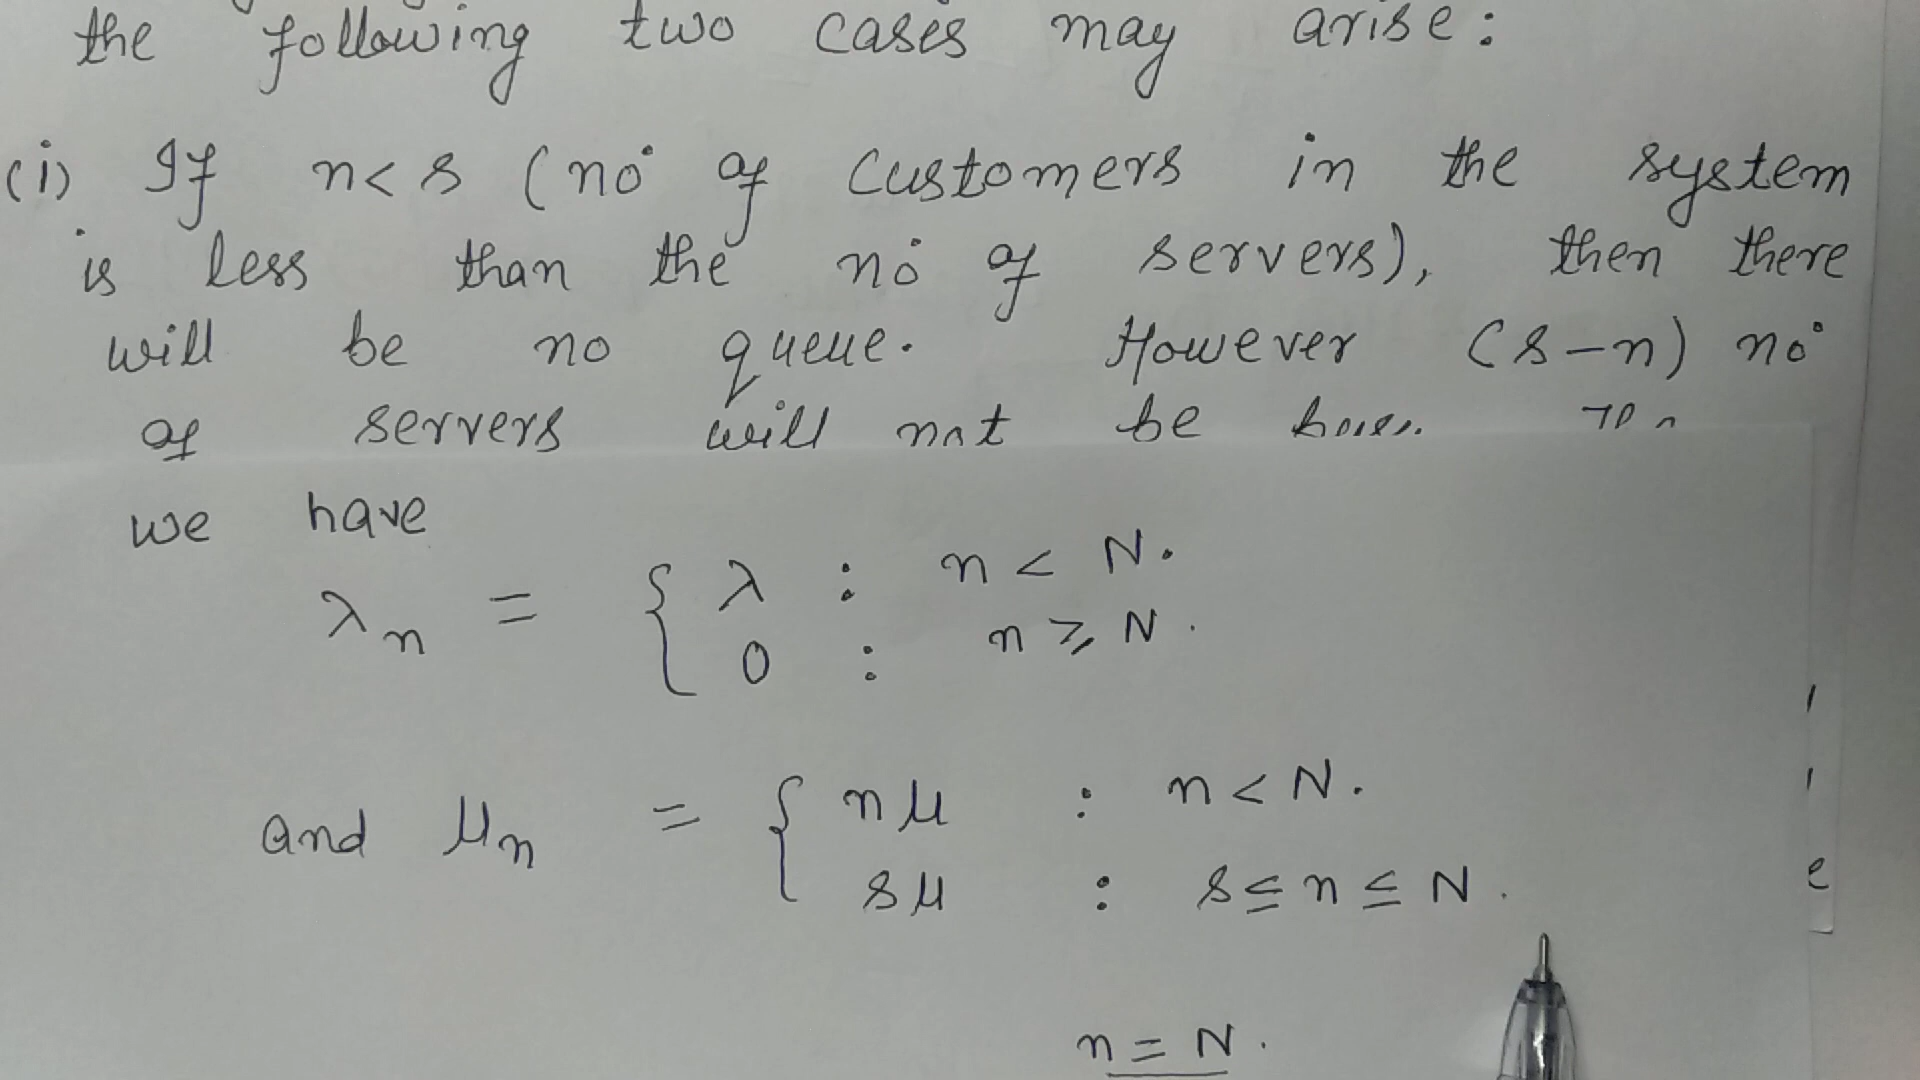 the following two cases may arise:
(i) If n < s (no. of customers in the system
is less than the no. of servers), then there
will be no queue. However (s-n) no.
of servers will not be
we have
λn = { λ : n < N.
0 : n ≥ N.
and μn = { nμ : n < N.
sμ : s ≤ n ≤ N.
e
n = N.